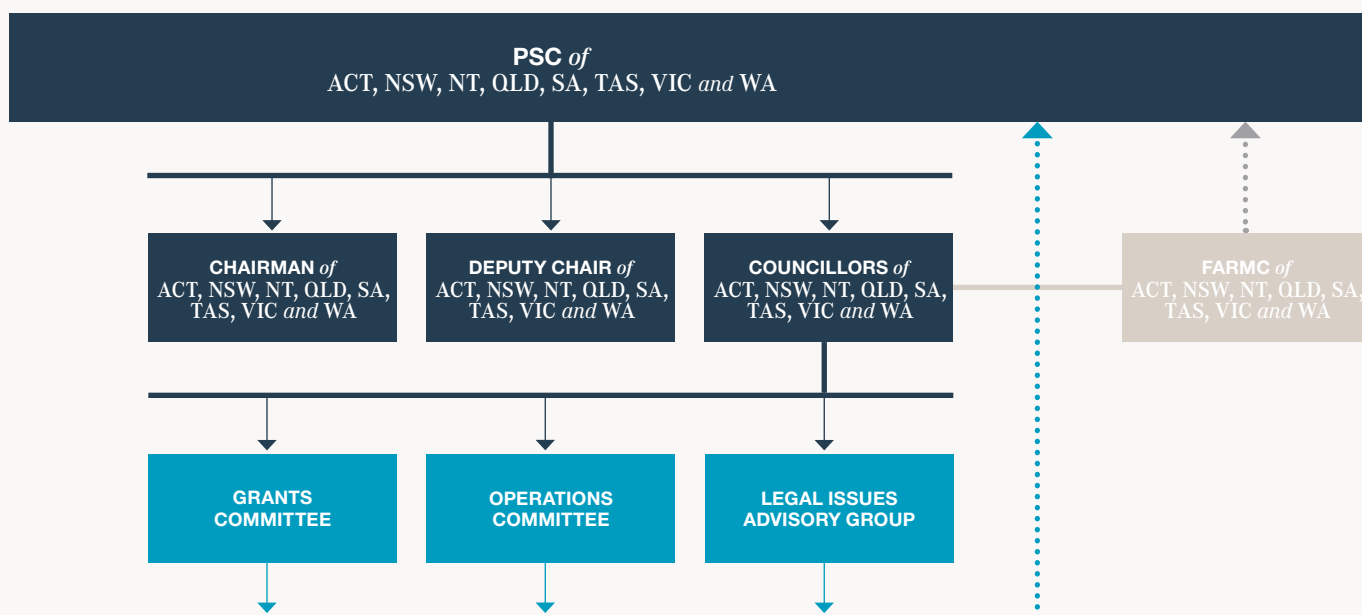 PSC of
ACT, NSW, NT, QLD, SA, TAS, VIC and WA
CHAIRMAN of
ACT, NSW, NT, QLD, SA,
TAS, VIC and WA
DEPUTY CHAIR of
ACT, NSW, NT, QLD, SA,
TAS, VIC and WA
COUNCILLORS of
ACT, NSW, NT, QLD, SA,
TAS, VIC and WA
FARMC of
ACT, NSW, NT, QLD, SA,
TAS, VIC and WA
GRANTS
COMMITTEE
OPERATIONS
COMMITTEE
LEGAL ISSUES
ADVISORY GROUP